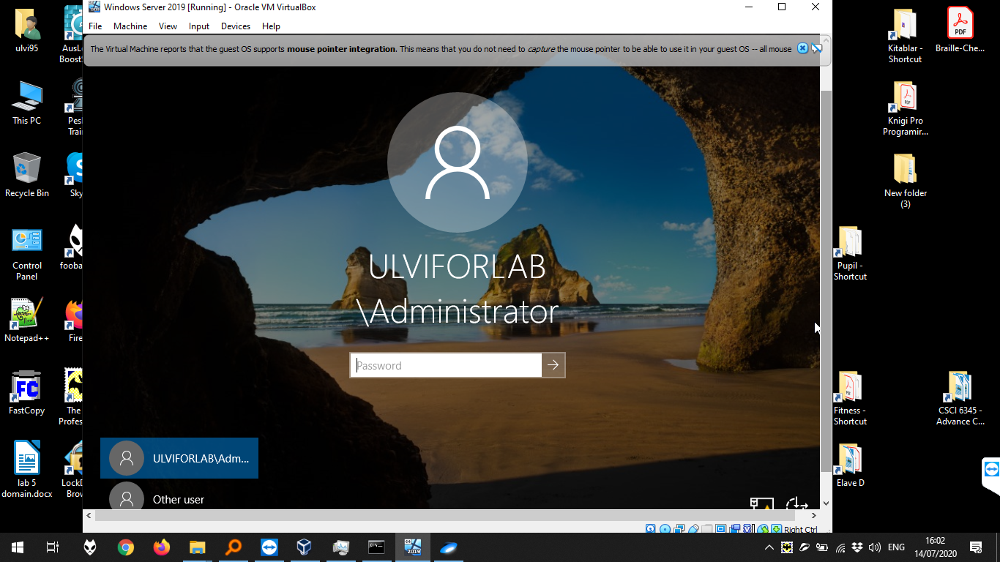 Windows Server 2019 [Running] - Oracle VM VirtualBox
File Machine View Input Devices Help
The Virtual Machine reports that the guest OS supports mouse pointer integration. This means that you do not need to capture the mouse pointer to be able to use it in your guest OS -- all mouse
ULVIFORLAB
\Administrator
Password
ULVIFORLAB\Adm...
Other user
Right Ctrl
ulvi95
This PC
Recycle Bin
Control
Panel
Notepad++
FastCopy
lab 5
domain.docx
AusL
Boost
Pes
Trai
Sky
fooba
Fire
The
Profes
LockD
Brow
Kitablar -
Shortcut
Braille-Che...
PDF
Knigi Pro
Programir...
New folder
(3)
Pupil -
Shortcut
Fitness -
Shortcut
CSCI 6345 -
Advance C...
Elave D
FC
2019
ENG
16:02
14/07/2020